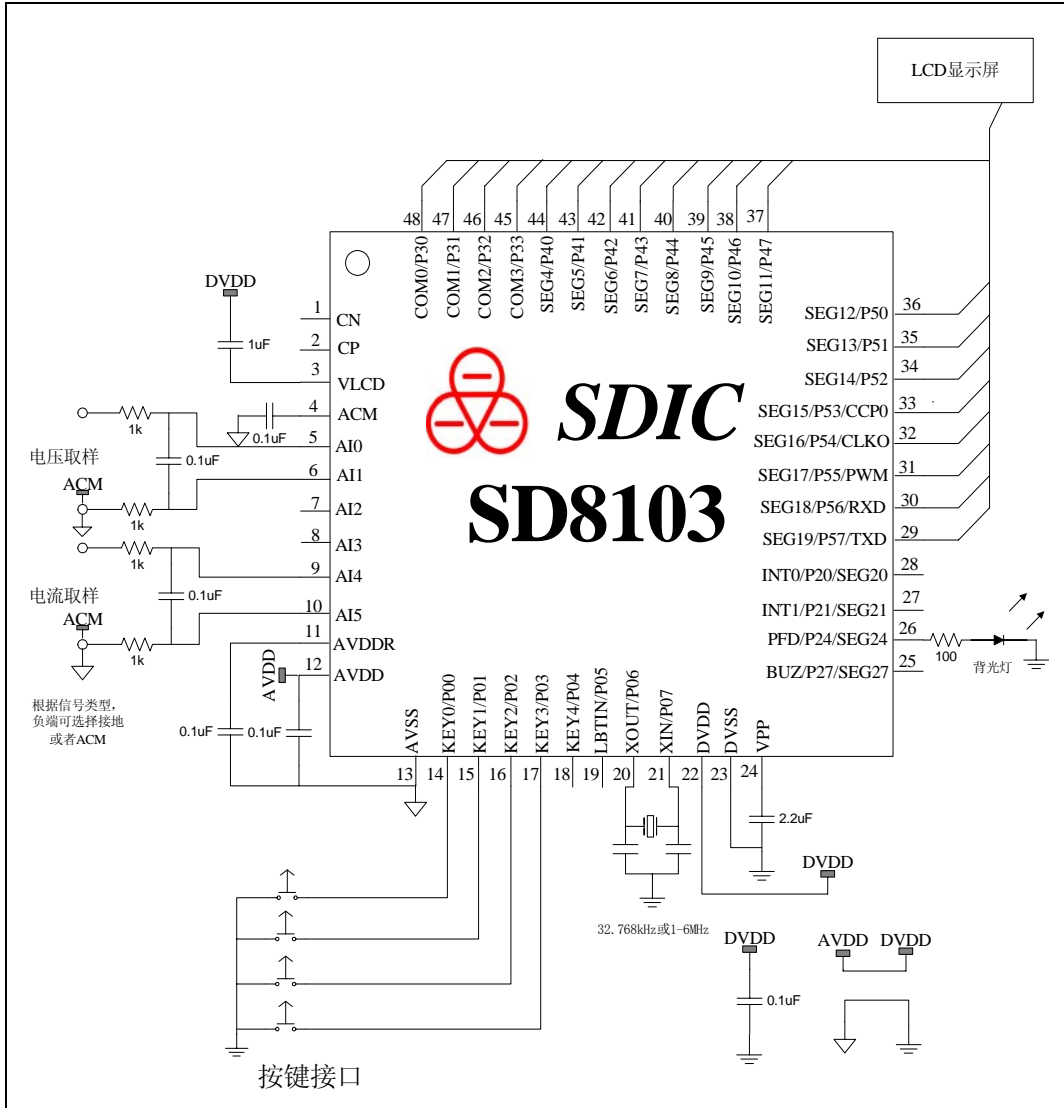 LCD显示屏
48 47 46 45 44 43 42 41 40 39 38 37
COM0/P30
COM1/P31
COM2/P32
COM3/P33
SEG4/P40
SEG5/P41
SEG6/P42
SEG7/P43
SEG8/P44
SEG9/P45
SEG10/P46
SEG11/P47
DVDD
1uF
1 CN
2 CP
3 VLCD
4 ACM
0.1uF
5 AI0
6 AI1
7 AI2
8 AI3
9 AI4
10 AI5
11 AVDDR
12 AVDD
1k
电压取样
0.1uF
ACM
1k
1k
电流取样
0.1uF
ACM
1k
AVDD
根据信号类型,
负端可选择接地
或者ACM
0.1uF
0.1uF
SDIC
SD8103
SEG12/P50 36
SEG13/P51 35
SEG14/P52 34
SEG15/P53/CCP0 33
SEG16/P54/CLKO 32
SEG17/P55/PWM 31
SEG18/P56/RXD 30
SEG19/P57/TXD 29
INT0/P20/SEG20 28
INT1/P21/SEG21 27
PFD/P24/SEG24 26
BUZ/P27/SEG27 25
100
背光灯
AVSS
KEY0/P00
KEY1/P01
KEY2/P02
KEY3/P03
KEY4/P04
LBTIN/P05
XOUT/P06
XIN/P07
DVDD
DVSS
VPP
13 14 15 16 17 18 19 20 21 22 23 24
2.2uF
DVDD
32.768kHz或1-6MHz
DVDD
0.1uF
AVDD DVDD
按键接口